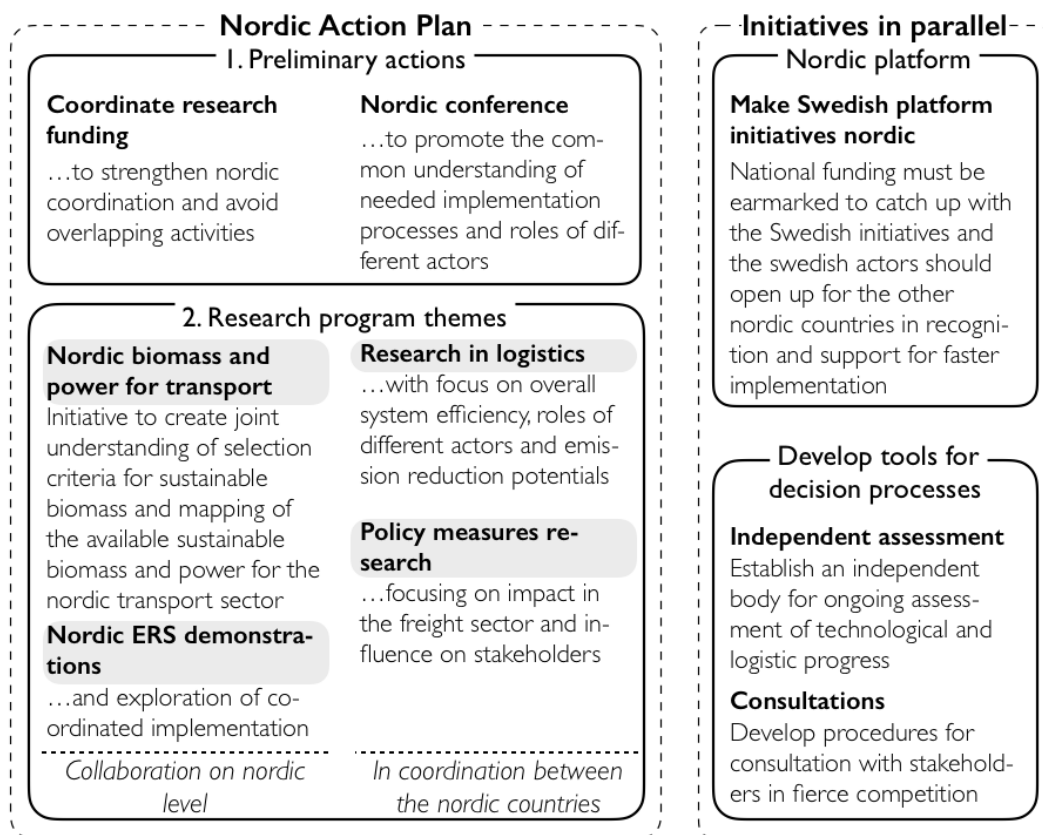 Nordic Action Plan
1. Preliminary actions
Coordinate research
funding
…to strengthen nordic
coordination and avoid
overlapping activities
Nordic conference
…to promote the com-
mon understanding of
needed implementation
processes and roles of dif-
ferent actors
2. Research program themes
Nordic biomass and
power for transport
Initiative to create joint
understanding of selection
criteria for sustainable
biomass and mapping of
the available sustainable
biomass and power for the
nordic transport sector
Nordic ERS demonstra-
tions
…and exploration of co-
ordinated implementation
Collaboration on nordic
level
Research in logistics
…with focus on overall
system efficiency, roles of
different actors and emis-
sion reduction potentials
Policy measures re-
search
…focusing on impact in
the freight sector and in-
fluence on stakeholders
In coordination between
the nordic countries
Initiatives in parallel
Nordic platform
Make Swedish platform
initiatives nordic
National funding must be
earmarked to catch up with
the Swedish initiatives and
the swedish actors should
open up for the other
nordic countries in recogni-
tion and support for faster
implementation
Develop tools for
decision processes
Independent assessment
Establish an independent
body for ongoing assess-
ment of technological and
logistic progress
Consultations
Develop procedures for
consultation with stakehold-
ers in fierce competition